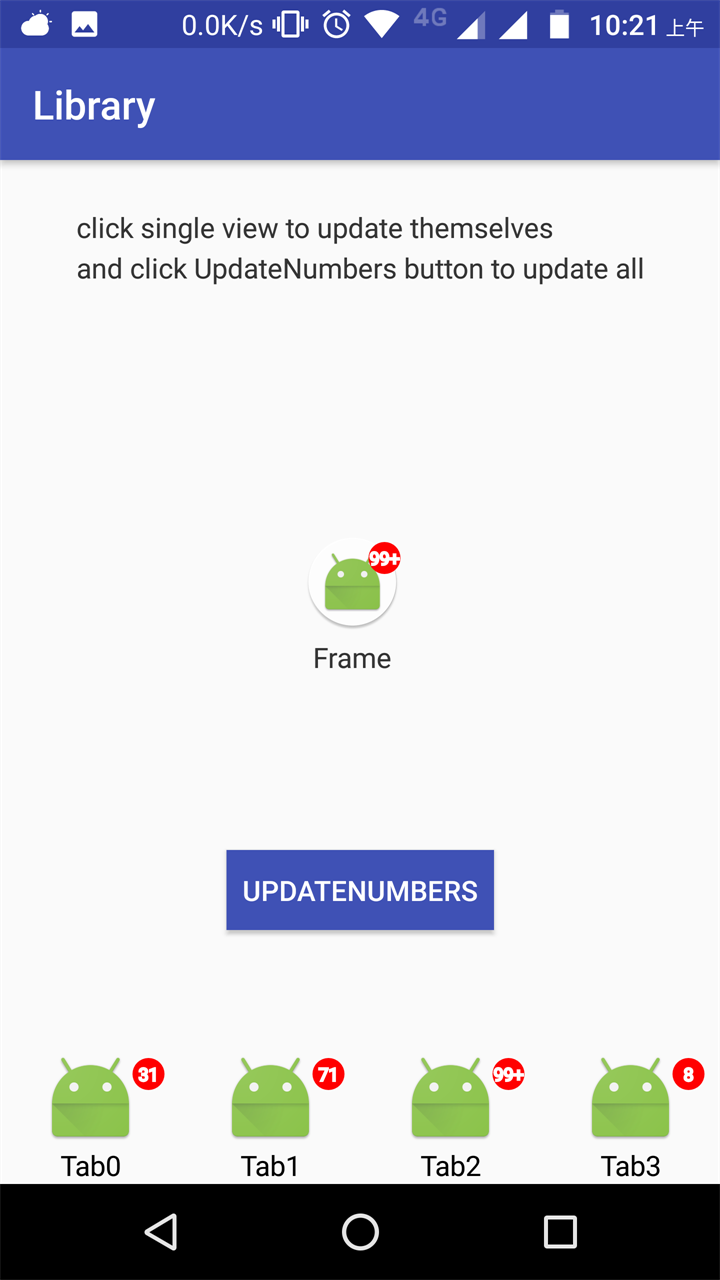 0.0K/s 4G 10:21 上午
Library
click single view to update themselves
and click UpdateNumbers button to update all
99+
Frame
UPDATENUMBERS
31 71 99+ 8
Tab0 Tab1 Tab2 Tab3